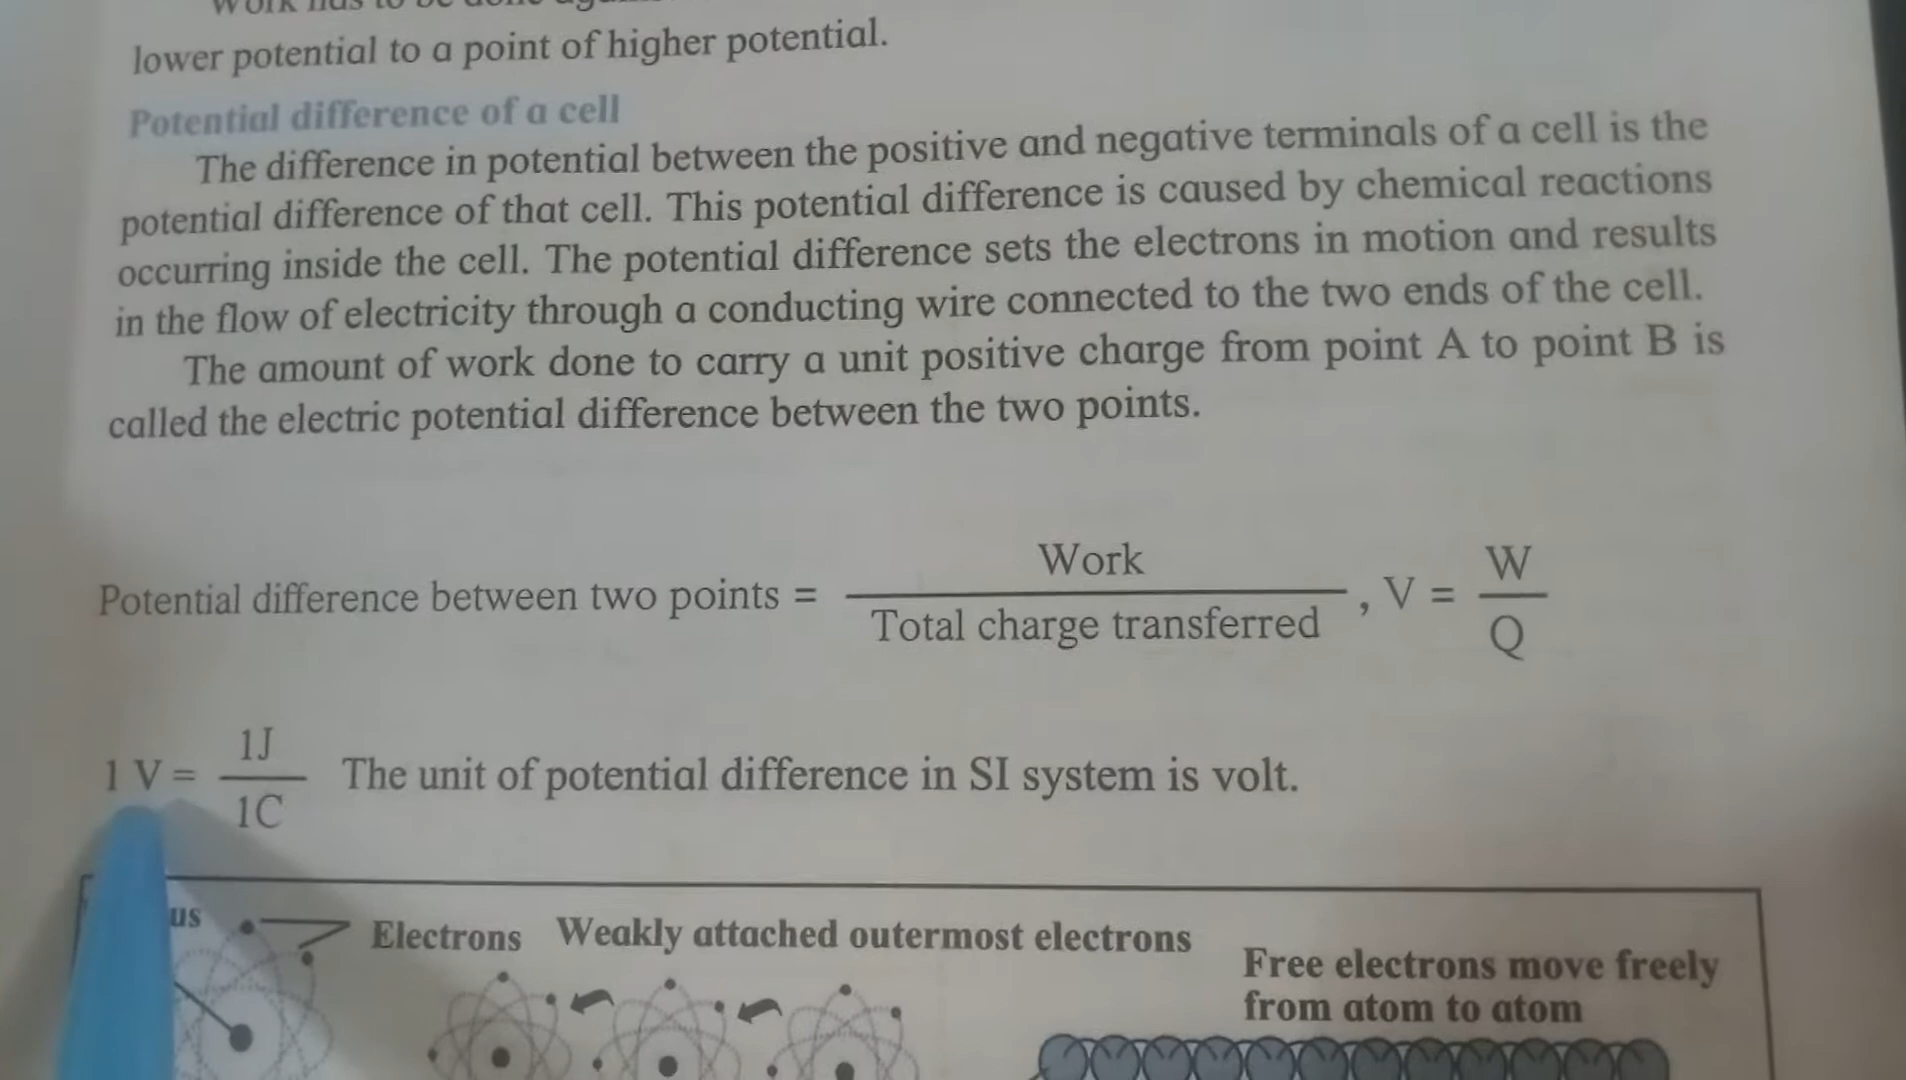 Work has to be done
lower potential to a point of higher potential.
Potential difference of a cell
The difference in potential between the positive and negative terminals of a cell is the
potential difference of that cell. This potential difference is caused by chemical reactions
occurring inside the cell. The potential difference sets the electrons in motion and results
in the flow of electricity through a conducting wire connected to the two ends of the cell.
The amount of work done to carry a unit positive charge from point A to point B is
called the electric potential difference between the two points.
Potential difference between two points = Work / Total charge transferred , V = W / Q
1 V = 1J / 1C The unit of potential difference in SI system is volt.
us Electrons Weakly attached outermost electrons
Free electrons move freely
from atom to atom